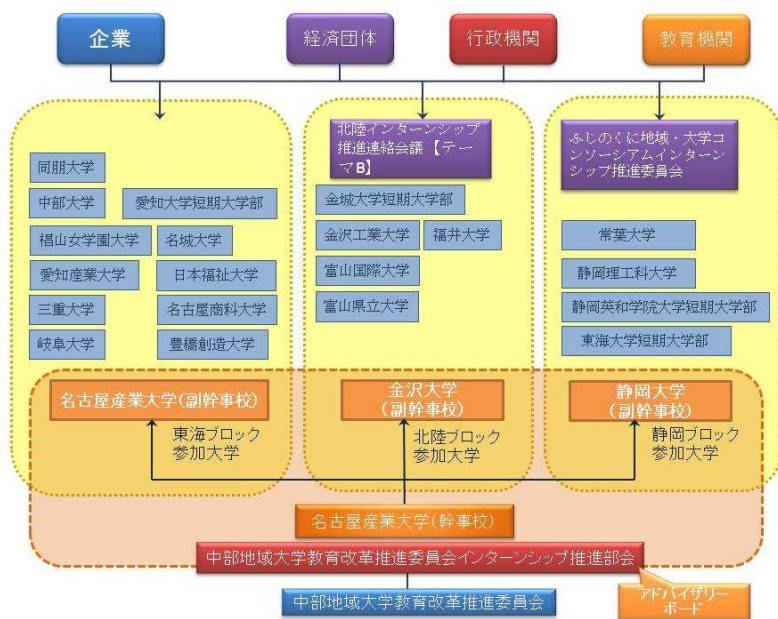 企業
経済団体
行政機関
教育機関
同朋大学
中部大学
愛知大学短期大学部
椙山女学園大学
名城大学
愛知産業大学
日本福祉大学
三重大学
名古屋商科大学
岐阜大学
豊橋創造大学
名古屋産業大学(副幹事校)
東海ブロック
参加大学
北陸インターンシップ
推進連絡会議【テ
ーマB】
金城大学短期大学部
金沢工業大学
福井大学
富山国際大学
富山県立大学
金沢大学
(副幹事校)
北陸ブロック
参加大学
ふじのくに地域・大学コ
ンソーシアムインターン
シップ推進委員会
常葉大学
静岡理工科大学
静岡英和学院大学短期大学部
東海大学短期大学部
静岡大学
(副幹事校)
静岡ブロック
参加大学
名古屋産業大学(幹事校)
中部地域大学教育改革推進委員会インターンシップ推進部会
中部地域大学教育改革推進委員会
アドバイザリー
ボード